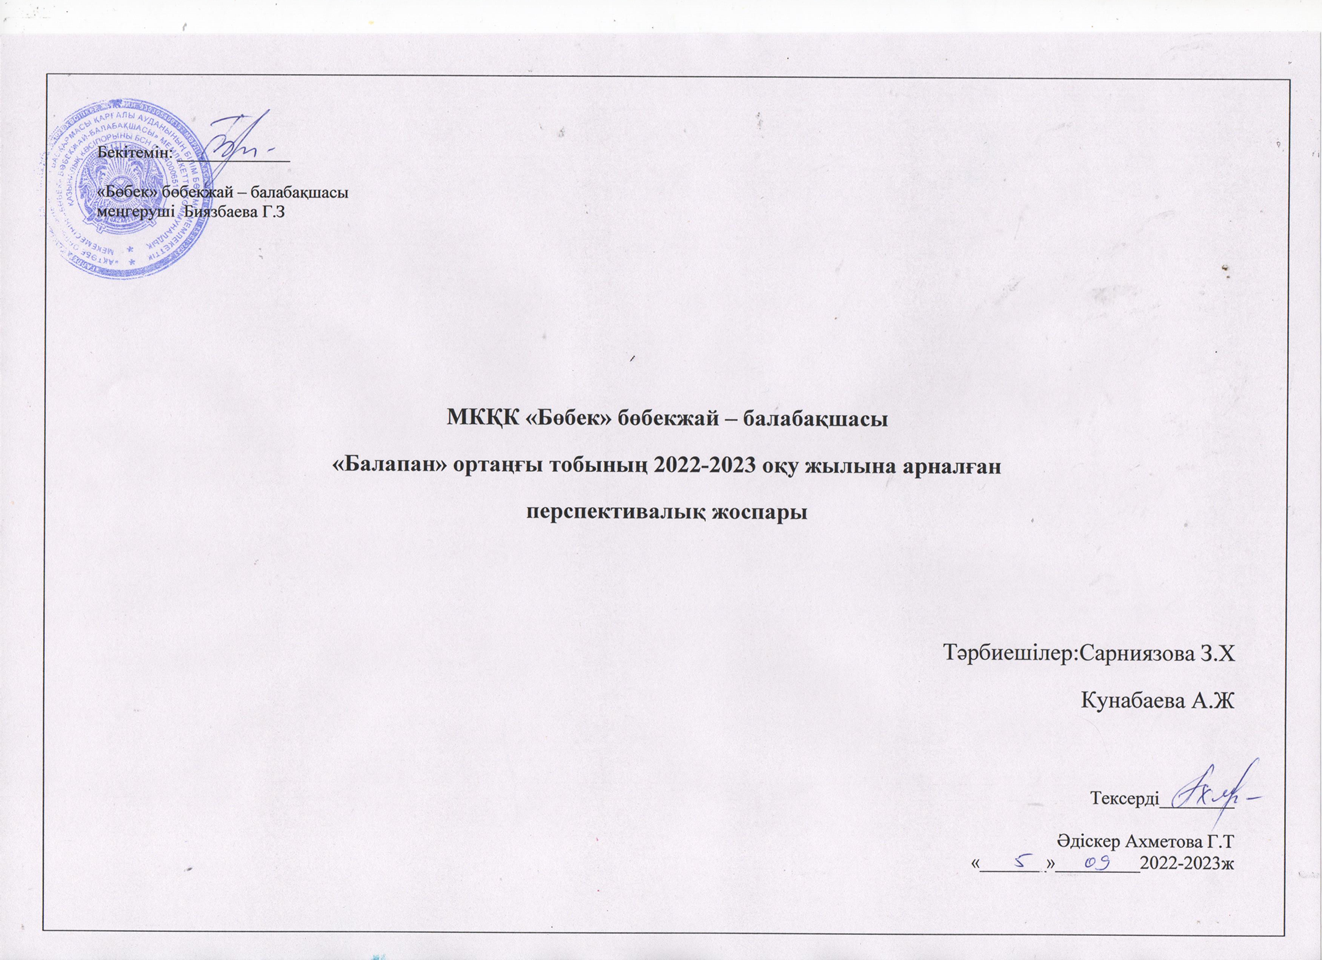 Бекітемін:
«Бөбек» бөбекжай – балабақшасы
меңгеруші Биязбаева Г.З
МКҚК «Бөбек» бөбекжай – балабақшасы
«Балапан» ортаңғы тобының 2022-2023 оқу жылына арналған
перспективалық жоспары
Тәрбиешілер:Сарниязова З.Х
Кунабаева А.Ж
Тексерді
Әдіскер Ахметова Г.Т
« 5 » 09 2022-2023ж